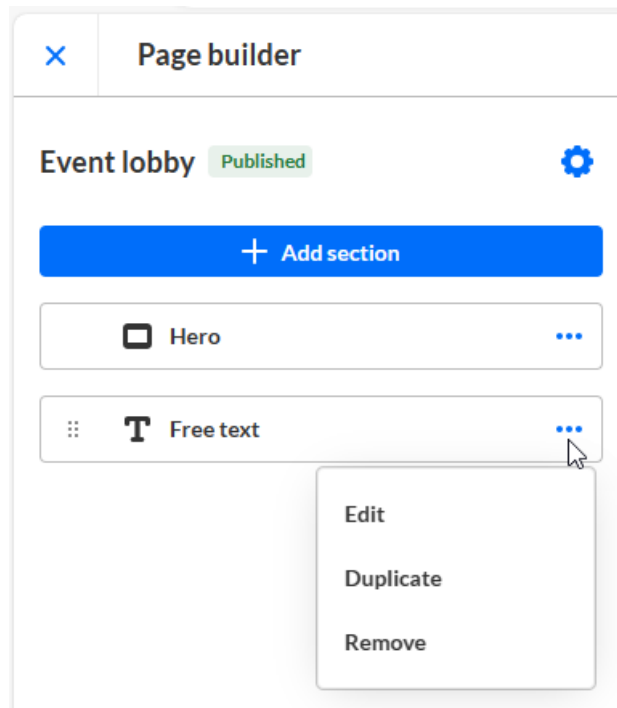 Page builder
Event lobby Published
Add section
Hero
Free text
Edit
Duplicate
Remove